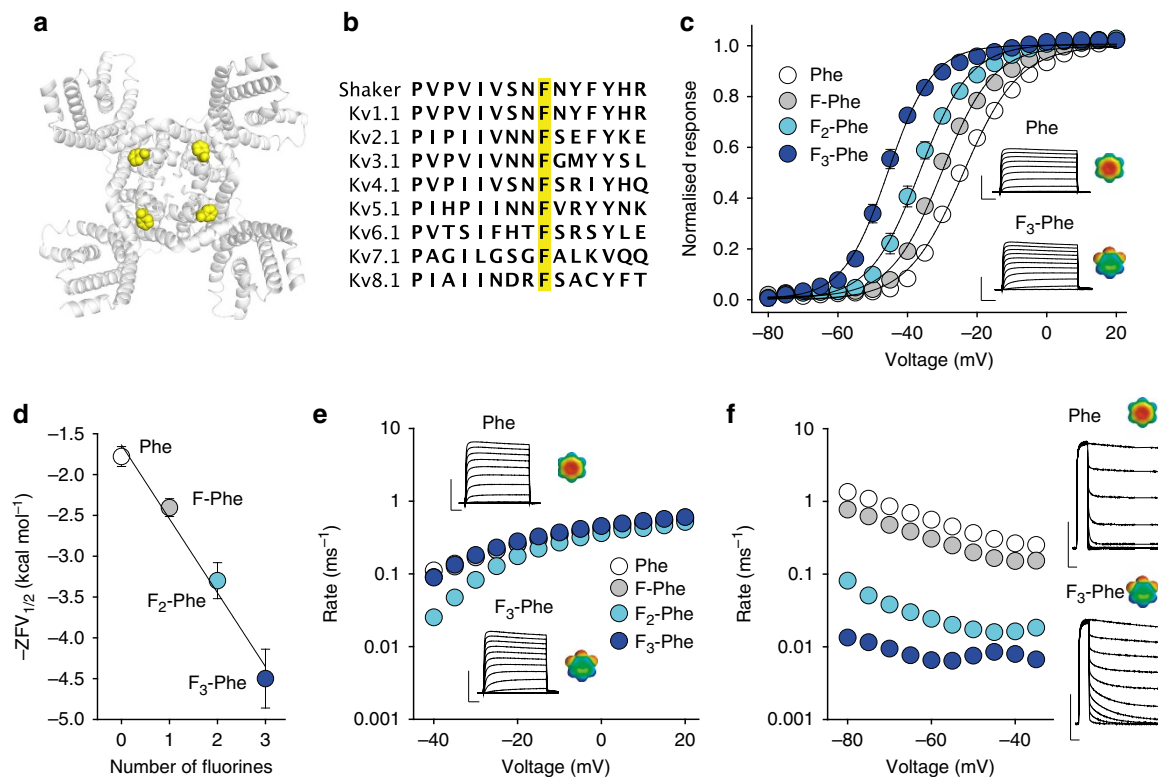 a
b
Shaker PVPVIVSNFNYFYHR
Kv1.1 PVPVIVSNFNYFYHR
Kv2.1 PIPIIVNNFSEFYKE
Kv3.1 PVPVIVNNFGMYYSL
Kv4.1 PVPIIVSNFSRIYHQ
Kv5.1 PIHPIINNFVRYYNK
Kv6.1 PVTSIFHTFSRSYLE
Kv7.1 PAGILGSGFALKVQQ
Kv8.1 PIAIINDRFSACYFT
c
Normalised response
1.0
0.8
0.6
0.4
0.2
0.0
Phe
F-Phe
F2-Phe
F3-Phe
Phe
F3-Phe
–80 –60 –40 –20 0 20
Voltage (mV)
d
–ZFV1/2 (kcal mol–1)
–1.5
–2.0
–2.5
–3.0
–3.5
–4.0
–4.5
–5.0
Phe
F-Phe
F2-Phe
F3-Phe
0 1 2 3
Number of fluorines
e
Rate (ms–1)
10
1
0.1
0.01
0.001
Phe
Phe
F-Phe
F2-Phe
F3-Phe
F3-Phe
–40 –20 0 20
Voltage (mV)
f
Rate (ms–1)
10
1
0.1
0.01
0.001
Phe
F3-Phe
–80 –60 –40
Voltage (mV)